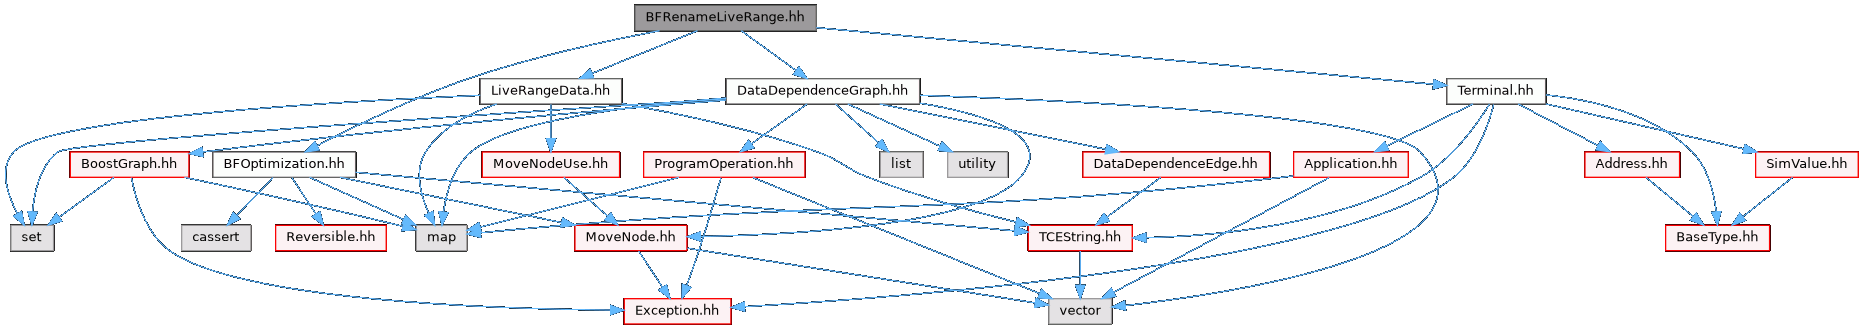 BFRenameLiveRange.hh
LiveRangeData.hh
DataDependenceGraph.hh
Terminal.hh
BoostGraph.hh
BFOptimization.hh
MoveNodeUse.hh
ProgramOperation.hh
list
utility
DataDependenceEdge.hh
Application.hh
Address.hh
SimValue.hh
set
cassert
Reversible.hh
map
MoveNode.hh
TCEString.hh
BaseType.hh
Exception.hh
vector